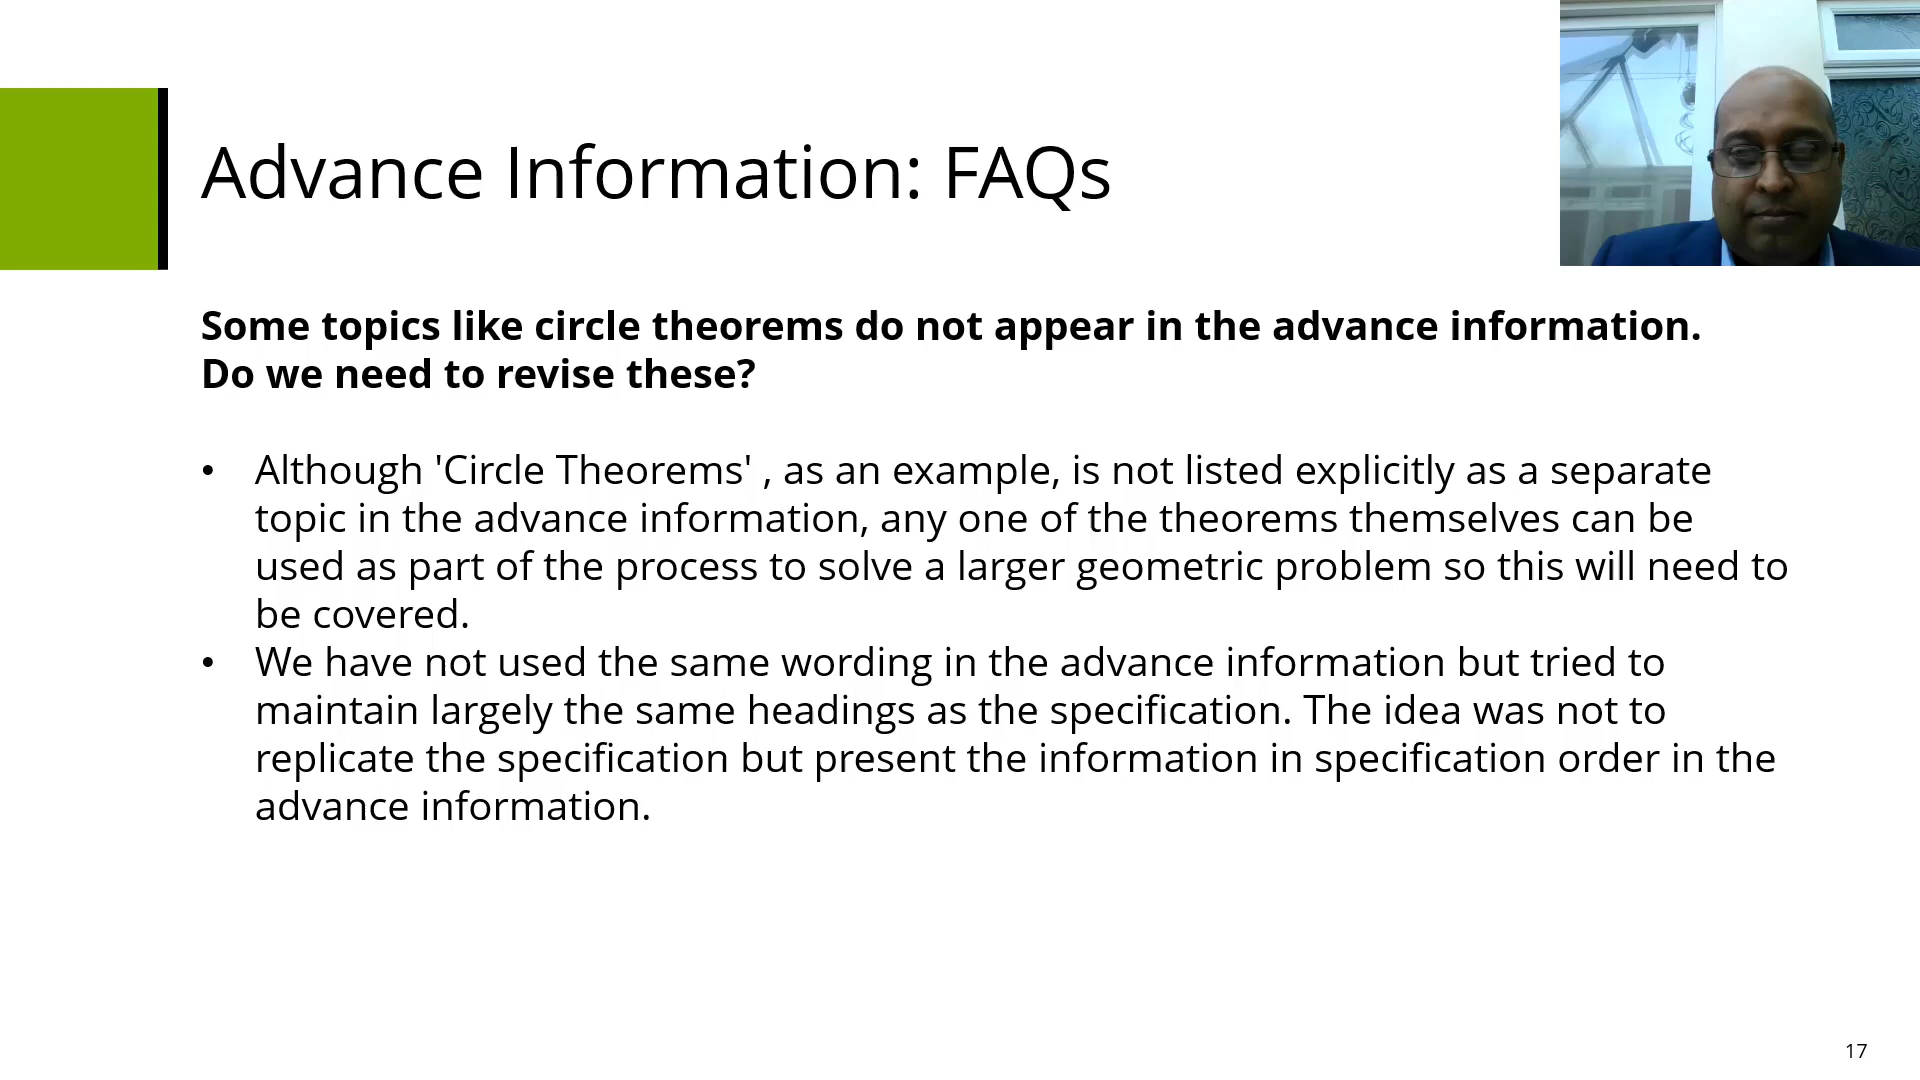 Advance Information: FAQs
Some topics like circle theorems do not appear in the advance information.
Do we need to revise these?
• Although 'Circle Theorems' , as an example, is not listed explicitly as a separate
topic in the advance information, any one of the theorems themselves can be
used as part of the process to solve a larger geometric problem so this will need to
be covered.
• We have not used the same wording in the advance information but tried to
maintain largely the same headings as the specification. The idea was not to
replicate the specification but present the information in specification order in the
advance information.
17